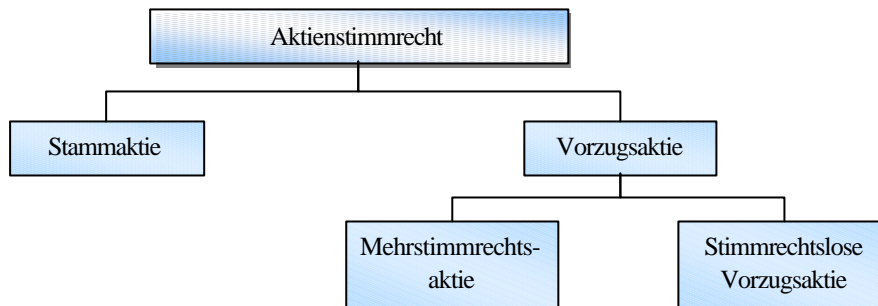 Aktienstimmrecht
Stammaktie
Vorzugsaktie
Mehrstimmrechts-
aktie
Stimmrechtslose
Vorzugsaktie